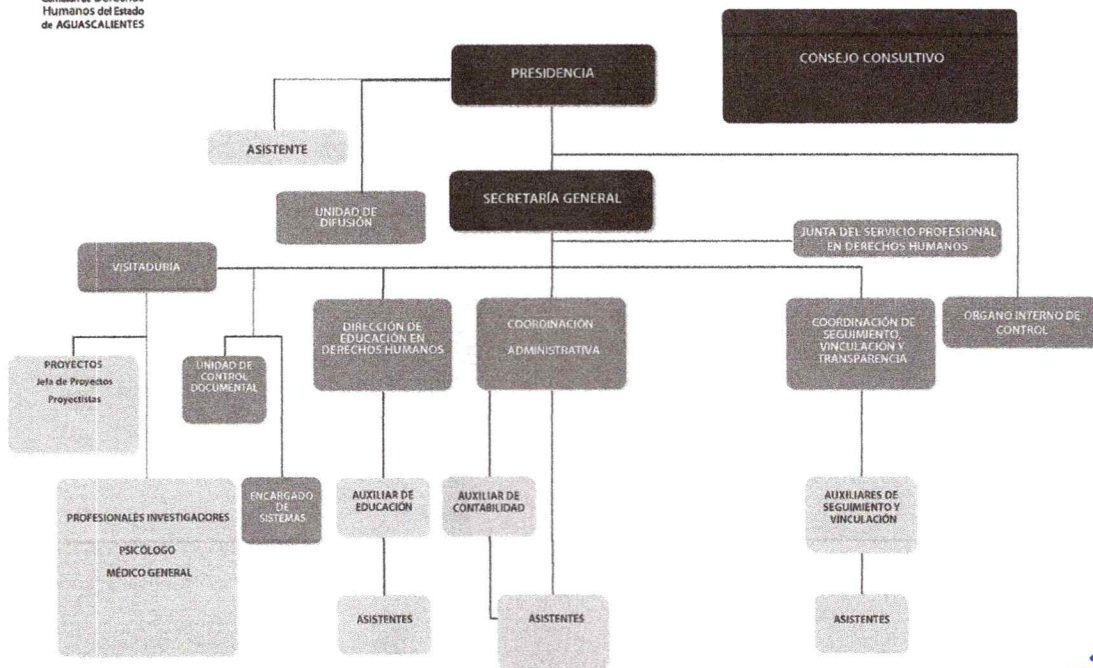 Humanos del Estado
de AGUASCALIENTES
PRESIDENCIA
CONSEJO CONSULTIVO
ASISTENTE
SECRETARÍA GENERAL
UNIDAD DE
DIFUSIÓN
JUNTA DEL SERVICIO PROFESIONAL
EN DERECHOS HUMANOS
VISITADURIA
DIRECCIÓN DE
EDUCACIÓN EN
DERECHOS HUMANOS
COORDINACIÓN
ADMINISTRATIVA
COORDINACIÓN DE
SEGUIMIENTO,
VINCULACIÓN Y
TRANSPARENCIA
ORGANO INTERNO DE
CONTROL
PROYECTOS
Jefa de Proyectos
Proyectistas
UNIDAD DE
CONTROL
DOCUMENTAL
PROFESIONALES INVESTIGADORES
PSICÓLOGO
MÉDICO GENERAL
ENCARGADO
DE
SISTEMAS
AUXILIAR DE
EDUCACIÓN
AUXILIAR DE
CONTABILIDAD
AUXILIARES DE
SEGUIMIENTO Y
VINCULACIÓN
ASISTENTES
ASISTENTES
ASISTENTES